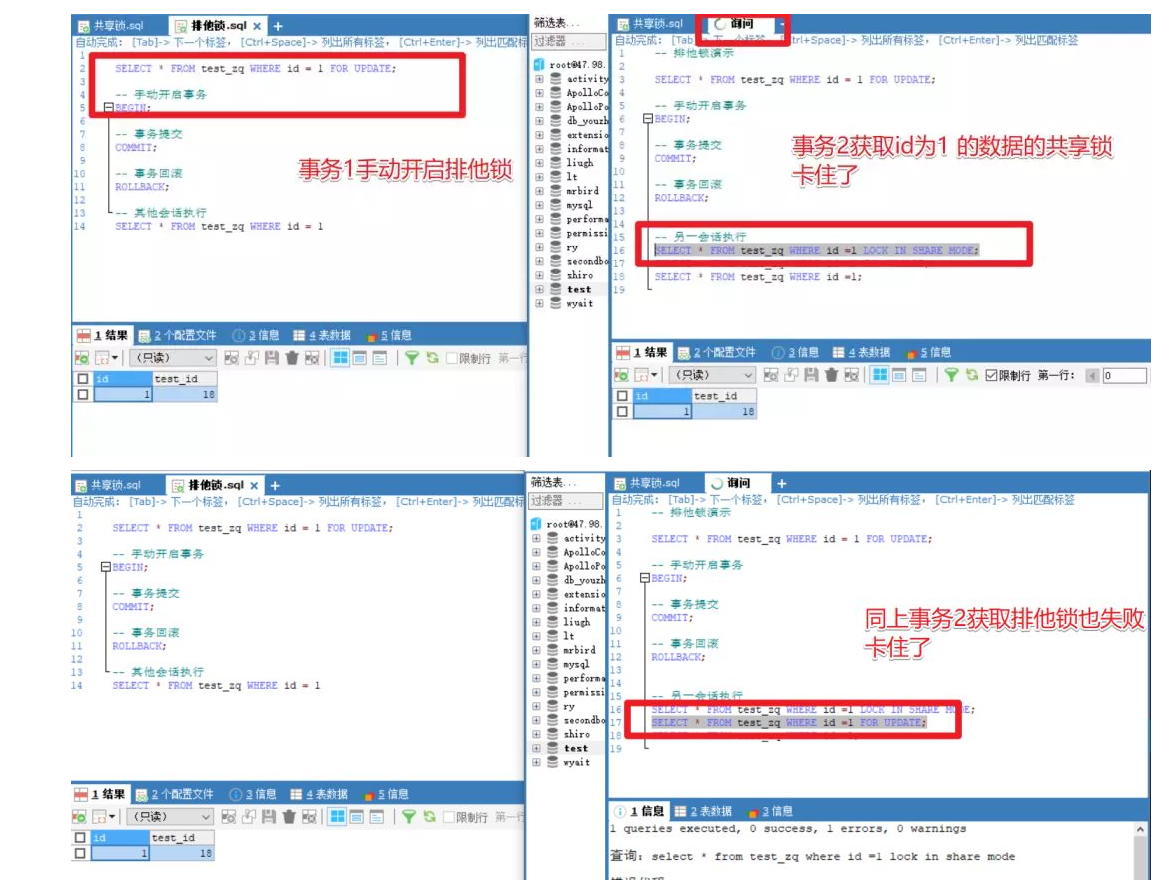 共享锁.sql
排他锁.sql
自动完成： [Tab]-> 下一个标签， [Ctrl+Space]-> 列出所有标签， [Ctrl+Enter]-> 列出匹配标
1
2 SELECT * FROM test_zq WHERE id = 1 FOR UPDATE;
3
4 -- 手动开启事务
5 BEGIN;
6
7 -- 事务提交
8 COMMIT;
9
10 -- 事务回滚
11 ROLLBACK;
12
13 -- 其他会话执行
14 SELECT * FROM test_zq WHERE id = 1
事务1手动开启排他锁
1 结果 2 个配置文件 3 信息 4 表数据 5 信息
(只读) 限制行 第一行
id test_id
1 18
筛选表...
过滤器 ...
root@47.98.
activity
ApolloCo
ApolloPo
db_youzh
extensio
informat
liugh
lt
mrbird
mysql
performa
permissi
ry
secondbo
shiro
test
wyait
共享锁.sql
询问
自动完成： [Tab] 下一个标签， Ctrl+Space]-> 列出所有标签， [Ctrl+Enter]-> 列出匹配标签
1 -- 排他锁演示
2
3 SELECT * FROM test_zq WHERE id = 1 FOR UPDATE;
4
5 -- 手动开启事务
6 BEGIN;
7
8 -- 事务提交
9 COMMIT;
10
11 -- 事务回滚
12 ROLLBACK;
13
14
15 -- 另一会话执行
16 SELECT * FROM test_zq WHERE id =1 LOCK IN SHARE MODE;
17
18 SELECT * FROM test_zq WHERE id =1;
19
事务2获取id为1 的数据的共享锁
卡住了
1 结果 2 个配置文件 3 信息 4 表数据 5 信息
(只读) 限制行 第一行： 0
id test_id
1 18
共享锁.sql
排他锁.sql
自动完成： [Tab]-> 下一个标签， [Ctrl+Space]-> 列出所有标签， [Ctrl+Enter]-> 列出匹配标
1
2 SELECT * FROM test_zq WHERE id = 1 FOR UPDATE;
3
4 -- 手动开启事务
5 BEGIN;
6
7 -- 事务提交
8 COMMIT;
9
10 -- 事务回滚
11 ROLLBACK;
12
13 -- 其他会话执行
14 SELECT * FROM test_zq WHERE id = 1
1 结果 2 个配置文件 3 信息 4 表数据 5 信息
(只读) 限制行 第一行
id test_id
1 18
筛选表...
过滤器 ...
root@47.98.
activity
ApolloCo
ApolloPo
db_youzh
extensio
informat
liugh
lt
mrbird
mysql
performa
permissi
ry
secondbo
shiro
test
wyait
共享锁.sql
询问
自动完成： [Tab]-> 下一个标签， [Ctrl+Space]-> 列出所有标签， [Ctrl+Enter]-> 列出匹配标签
1 -- 排他锁演示
2
3 SELECT * FROM test_zq WHERE id = 1 FOR UPDATE;
4
5 -- 手动开启事务
6 BEGIN;
7
8 -- 事务提交
9 COMMIT;
10
11 -- 事务回滚
12 ROLLBACK;
13
14
15 -- 另一会话执行
16 SELECT * FROM test_zq WHERE id =1 LOCK IN SHARE MODE;
17 SELECT * FROM test_zq WHERE id =1 FOR UPDATE;
18
19
同上事务2获取排他锁也失败
卡住了
1 信息 2 表数据 3 信息
1 queries executed, 0 success, 1 errors, 0 warnings
查询：select * from test_zq where id =1 lock in share mode